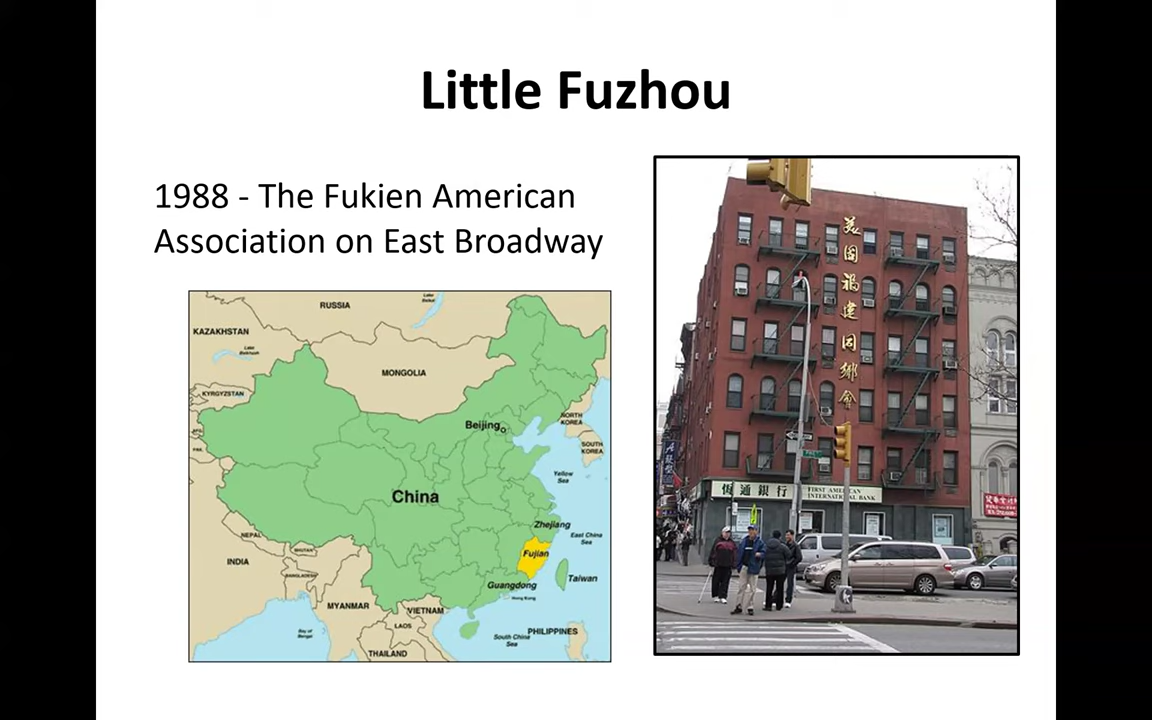 Little Fuzhou
1988 - The Fukien American
Association on East Broadway
RUSSIA
Lake
KAZAKHSTAN
Lake
MONGOLIA
KYRGYZSTAN
Beijing
NORTH
KOREA
SOUTH
KOREA
Yellow
Sea
China
Zhejiang
East China
Sea
NEPAL
Fujian
INDIA
Taiwan
Guangdong
Hong Kong
MYANMAR
VIETNAM
LAOS
Bay of
Bengal
PHILIPPINES
South China
Sea
THAILAND
美國福建同鄉會
恆通銀行
FIRST AMERICAN
INTERNATIONAL BANK